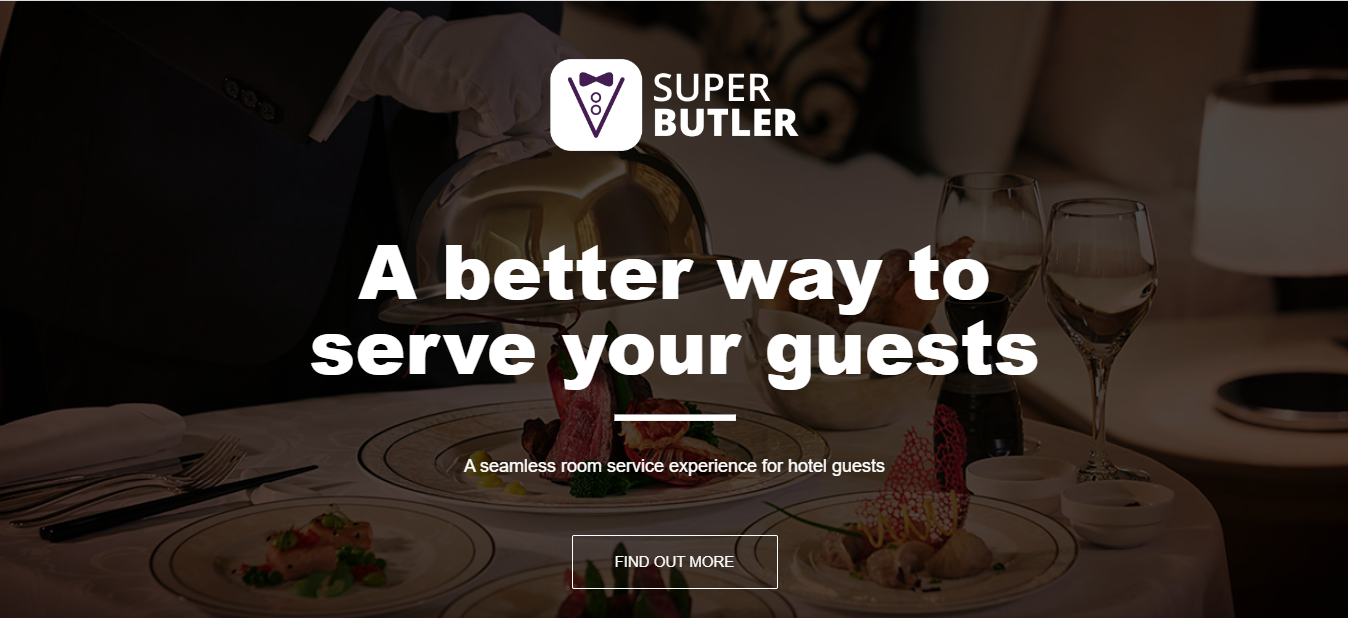 SUPER
BUTLER
A better way to
serve your guests
A seamless room service experience for hotel guests
FIND OUT MORE